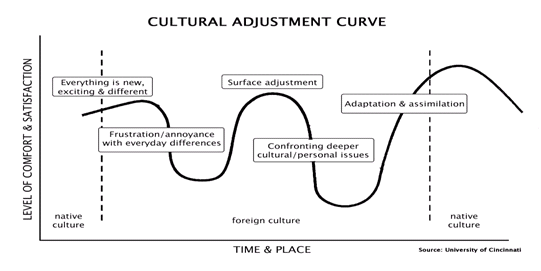 CULTURAL ADJUSTMENT CURVE
LEVEL OF COMFORT & SATISFACTION
Everything is new,
exciting & different
Surface adjustment
Adaptation & assimilation
Frustration/annoyance
with everyday differences
Confronting deeper
cultural/personal issues
native
culture
foreign culture
native
culture
TIME & PLACE
Source: University of Cincinnati